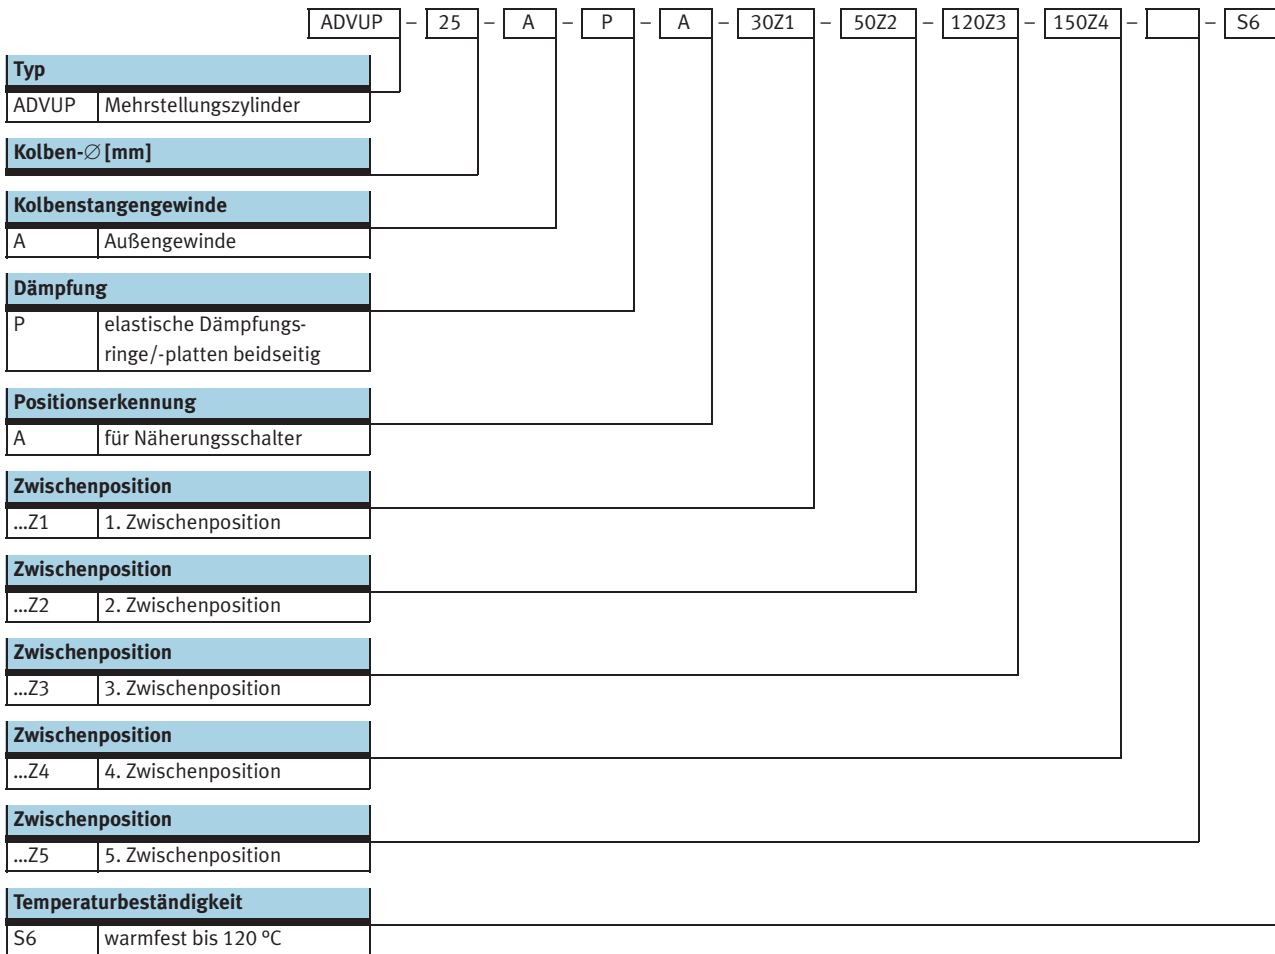 ADVUP – 25 – A – P – A – 30Z1 – 50Z2 – 120Z3 – 150Z4 – – S6
Typ
ADVUP Mehrstellungszylinder
Kolben-∅ [mm]
Kolbenstangengewinde
A Außengewinde
Dämpfung
P elastische Dämpfungs-
ringe/-platten beidseitig
Positionserkennung
A für Näherungsschalter
Zwischenposition
...Z1 1. Zwischenposition
Zwischenposition
...Z2 2. Zwischenposition
Zwischenposition
...Z3 3. Zwischenposition
Zwischenposition
...Z4 4. Zwischenposition
Zwischenposition
...Z5 5. Zwischenposition
Temperaturbeständigkeit
S6 warmfest bis 120 °C